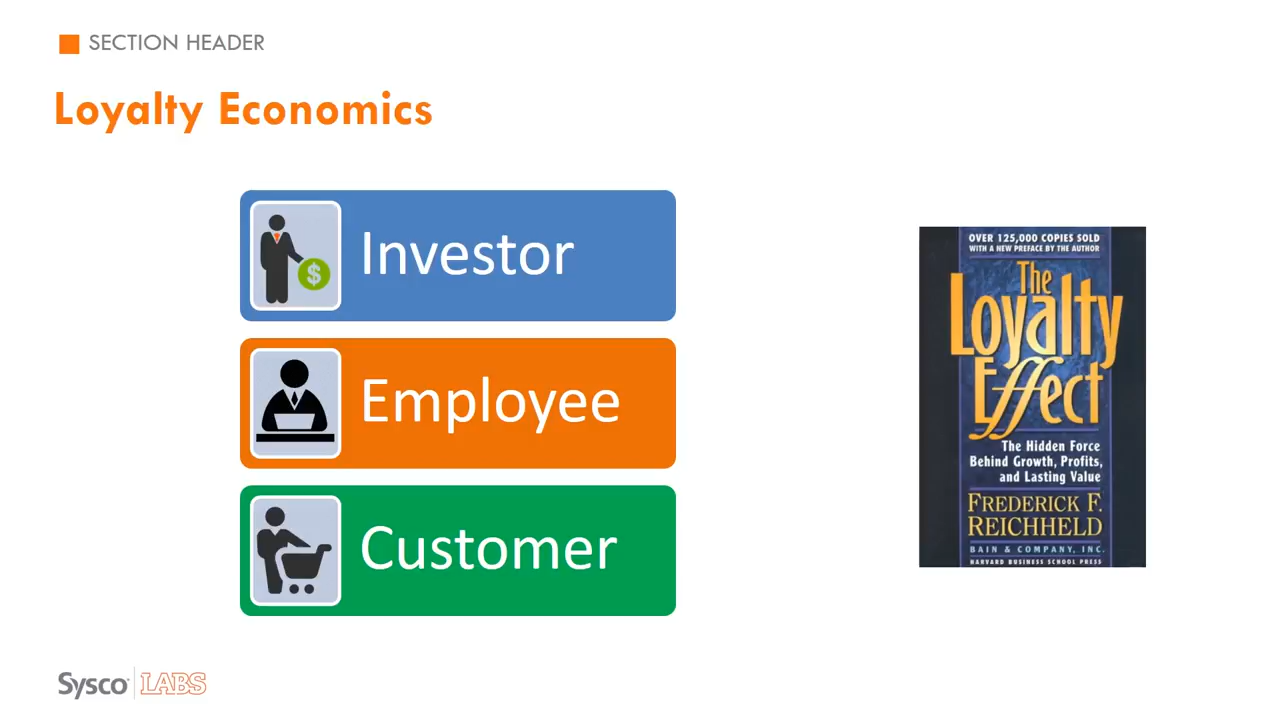 SECTION HEADER
Loyalty Economics
$ Investor
Employee
Customer
OVER 125,000 COPIES SOLD
WITH A NEW PREFACE BY THE AUTHOR
The
Loyalty
Effect
The Hidden Force
Behind Growth, Profits,
and Lasting Value
FREDERICK F.
REICHHELD
BAIN & COMPANY, INC.
HARVARD BUSINESS SCHOOL PRESS
Sysco LABS